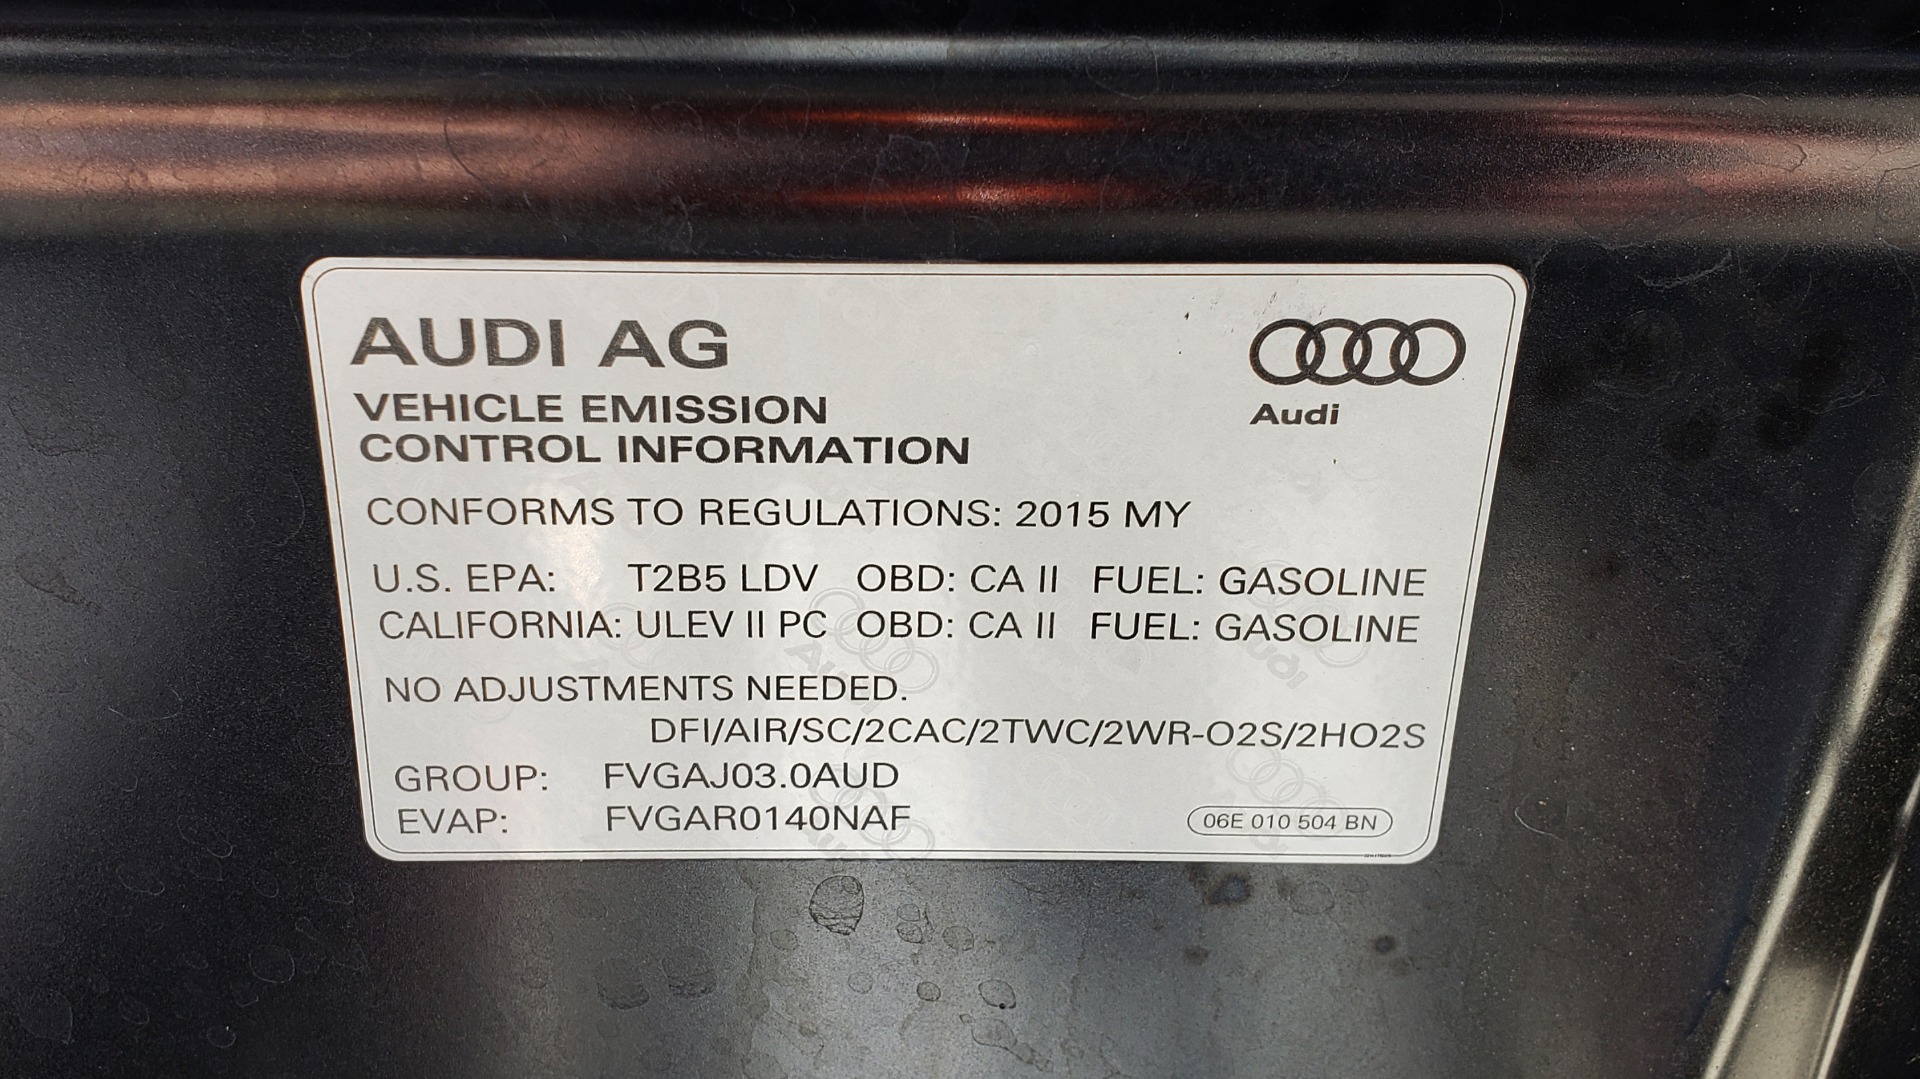 AUDI AG
Audi
VEHICLE EMISSION
CONTROL INFORMATION
CONFORMS TO REGULATIONS: 2015 MY
U.S. EPA: T2B5 LDV OBD: CA II FUEL: GASOLINE
CALIFORNIA: ULEV II PC OBD: CA II FUEL: GASOLINE
NO ADJUSTMENTS NEEDED.
DFI/AIR/SC/2CAC/2TWC/2WR-O2S/2HO2S
GROUP: FVGAJ03.0AUD
EVAP: FVGAR0140NAF
06E 010 504 BN